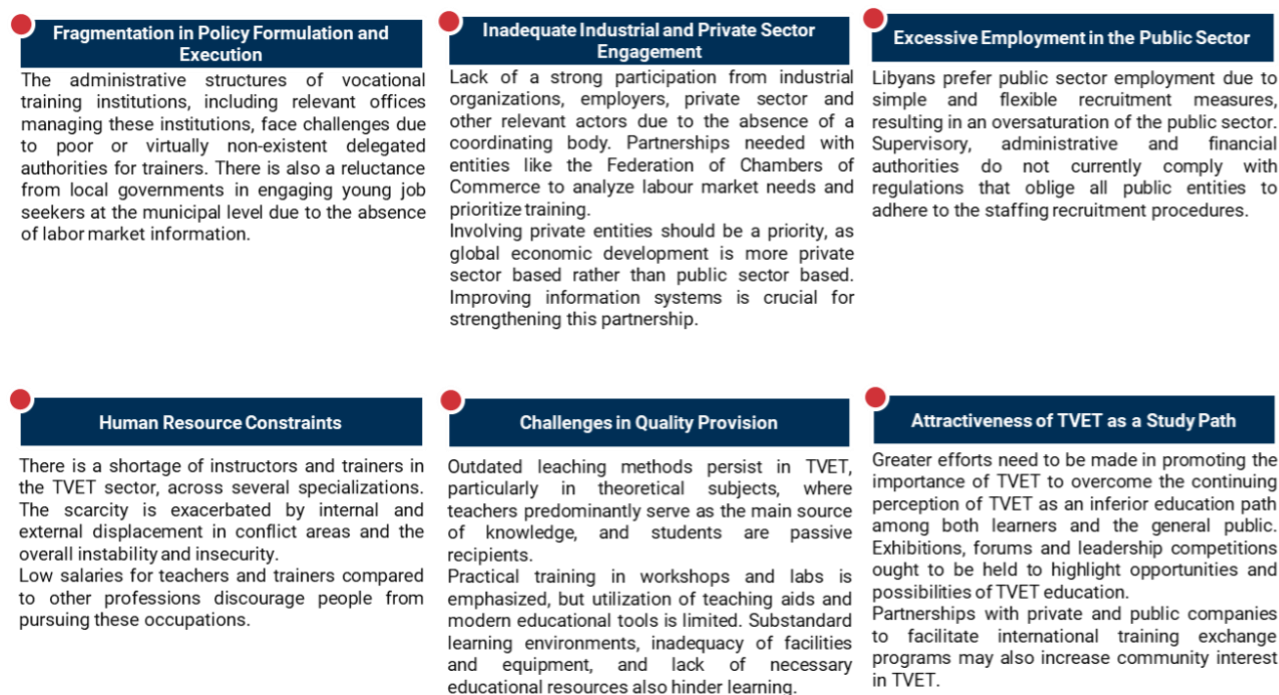 Fragmentation in Policy Formulation and
Execution
The administrative structures of vocational
training institutions, including relevant offices
managing these institutions, face challenges due
to poor or virtually non-existent delegated
authorities for trainers. There is also a reluctance
from local governments in engaging young job
seekers at the municipal level due to the absence
of labor market information.
Inadequate Industrial and Private Sector
Engagement
Lack of a strong participation from industrial
organizations, employers, private sector and
other relevant actors due to the absence of a
coordinating body. Partnerships needed with
entities like the Federation of Chambers of
Commerce to analyze labour market needs and
prioritize training.
Involving private entities should be a priority, as
global economic development is more private
sector based rather than public sector based.
Improving information systems is crucial for
strengthening this partnership.
Excessive Employment in the Public Sector
Libyans prefer public sector employment due to
simple and flexible recruitment measures,
resulting in an oversaturation of the public sector.
Supervisory, administrative and financial
authorities do not currently comply with
regulations that oblige all public entities to
adhere to the staffing recruitment procedures.
Human Resource Constraints
There is a shortage of instructors and trainers in
the TVET sector, across several specializations.
The scarcity is exacerbated by internal and
external displacement in conflict areas and the
overall instability and insecurity.
Low salaries for teachers and trainers compared
to other professions discourage people from
pursuing these occupations.
Challenges in Quality Provision
Outdated leaching methods persist in TVET,
particularly in theoretical subjects, where
teachers predominantly serve as the main source
of knowledge, and students are passive
recipients.
Practical training in workshops and labs is
emphasized, but utilization of teaching aids and
modern educational tools is limited. Substandard
learning environments, inadequacy of facilities
and equipment, and lack of necessary
educational resources also hinder learning.
Attractiveness of TVET as a Study Path
Greater efforts need to be made in promoting the
importance of TVET to overcome the continuing
perception of TVET as an inferior education path
among both learners and the general public.
Exhibitions, forums and leadership competitions
ought to be held to highlight opportunities and
possibilities of TVET education.
Partnerships with private and public companies
to facilitate international training exchange
programs may also increase community interest
in TVET.